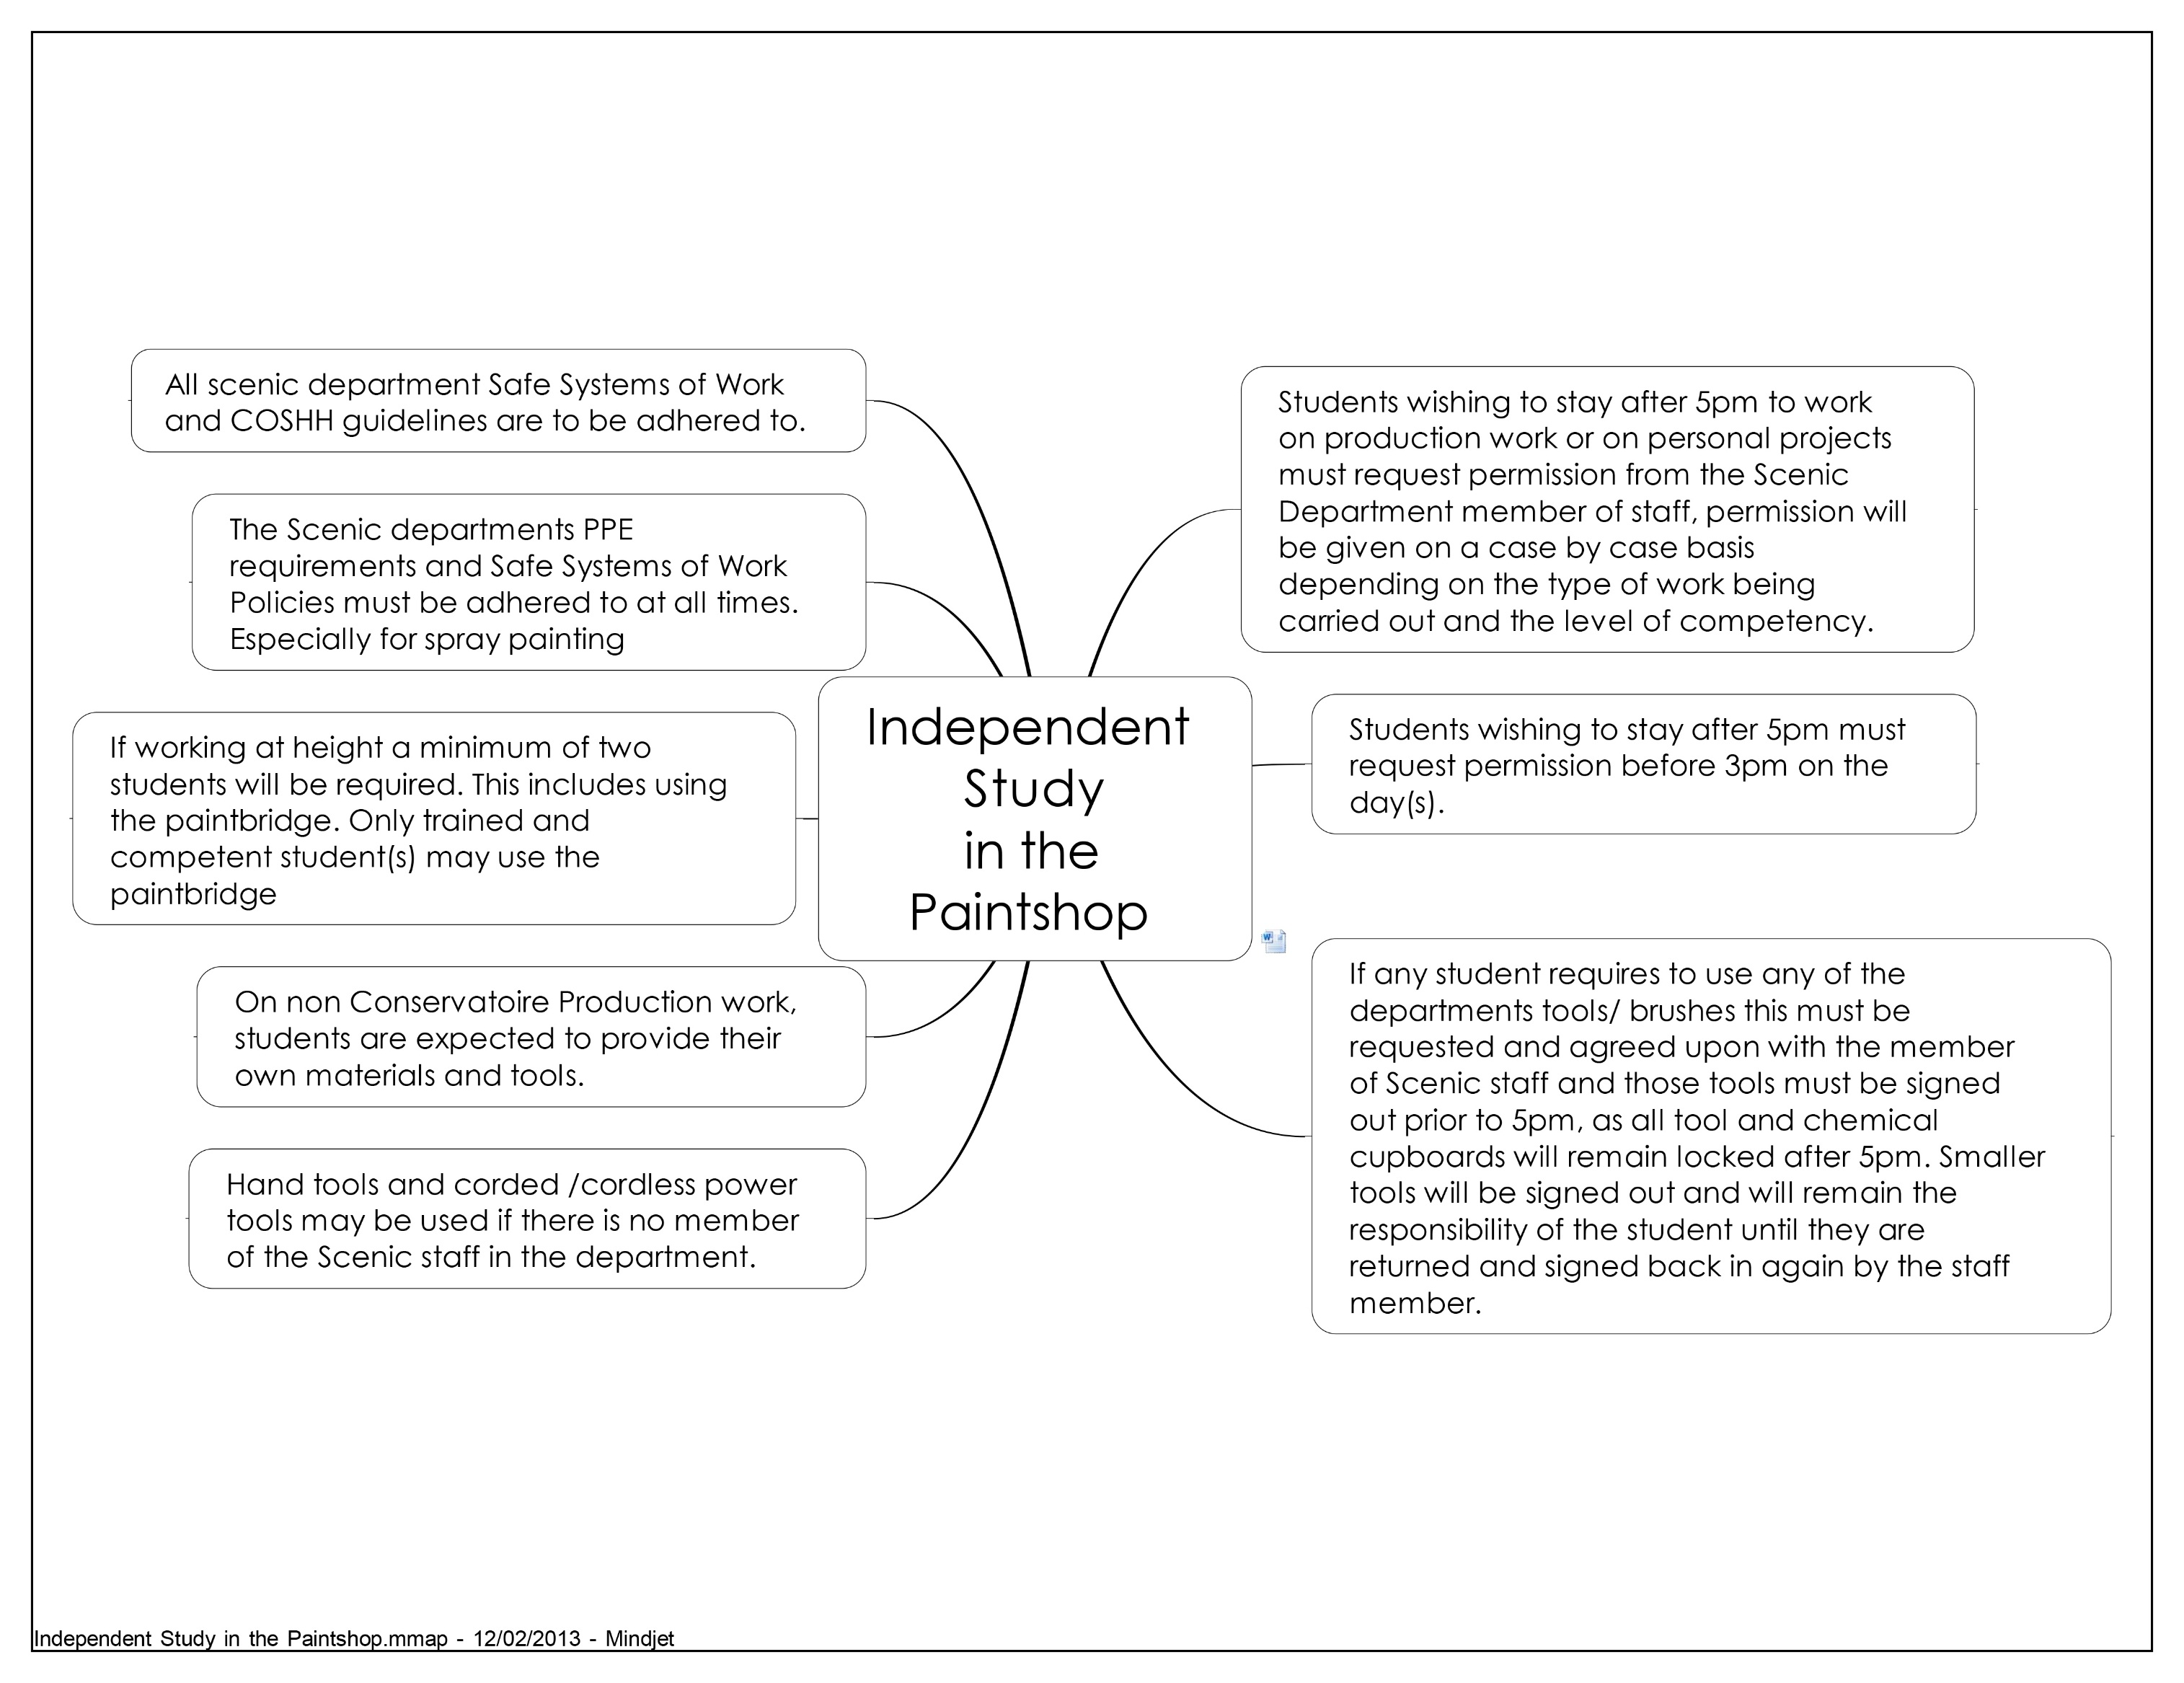 All scenic department Safe Systems of Work
and COSHH guidelines are to be adhered to.
The Scenic departments PPE
requirements and Safe Systems of Work
Policies must be adhered to at all times.
Especially for spray painting
If working at height a minimum of two
students will be required. This includes using
the paintbridge. Only trained and
competent student(s) may use the
paintbridge
On non Conservatoire Production work,
students are expected to provide their
own materials and tools.
Hand tools and corded /cordless power
tools may be used if there is no member
of the Scenic staff in the department.
Independent
Study
in the
Paintshop
Students wishing to stay after 5pm to work
on production work or on personal projects
must request permission from the Scenic
Department member of staff, permission will
be given on a case by case basis
depending on the type of work being
carried out and the level of competency.
Students wishing to stay after 5pm must
request permission before 3pm on the
day(s).
If any student requires to use any of the
departments tools/ brushes this must be
requested and agreed upon with the member
of Scenic staff and those tools must be signed
out prior to 5pm, as all tool and chemical
cupboards will remain locked after 5pm. Smaller
tools will be signed out and will remain the
responsibility of the student until they are
returned and signed back in again by the staff
member.
Independent Study in the Paintshop.mmap - 12/02/2013 - Mindjet